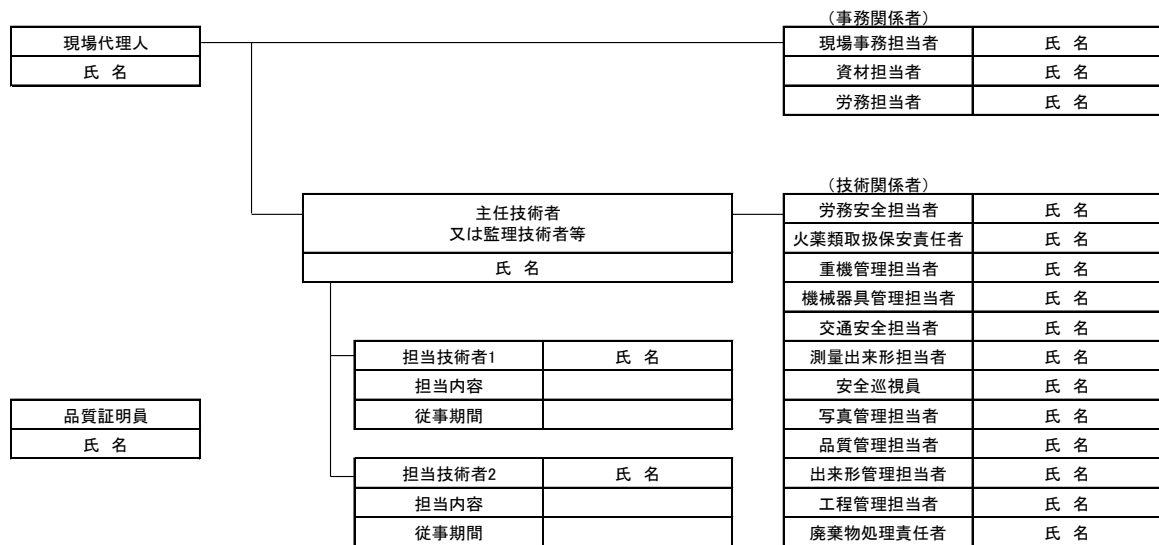 （事務関係者）
現場代理人
現場事務担当者 氏 名
氏 名
資材担当者 氏 名
労務担当者 氏 名
（技術関係者）
主任技術者
又は監理技術者等
氏 名
労務安全担当者 氏 名
火薬類取扱保安責任者 氏 名
重機管理担当者 氏 名
機械器具管理担当者 氏 名
交通安全担当者 氏 名
測量出来形担当者 氏 名
安全巡視員 氏 名
写真管理担当者 氏 名
品質管理担当者 氏 名
出来形管理担当者 氏 名
工程管理担当者 氏 名
廃棄物処理責任者 氏 名
担当技術者1 氏 名
担当内容
従事期間
品質証明員
氏 名
担当技術者2 氏 名
担当内容
従事期間